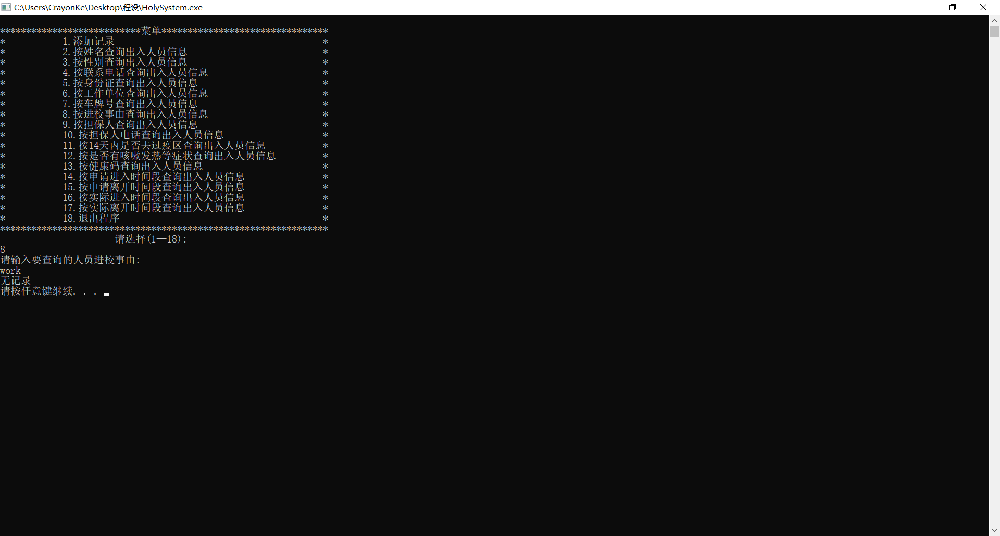 C:\Users\CrayonKe\Desktop\程设\HolySystem.exe
***************************菜单********************************
* 1.添加记录 *
* 2.按姓名查询出入人员信息 *
* 3.按性别查询出入人员信息 *
* 4.按联系电话查询出入人员信息 *
* 5.按身份证查询出入人员信息 *
* 6.按工作单位查询出入人员信息 *
* 7.按车牌号查询出入人员信息 *
* 8.按进校事由查询出入人员信息 *
* 9.按担保人查询出入人员信息 *
* 10.按担保人电话查询出入人员信息 *
* 11.按14天内是否去过疫区查询出入人员信息 *
* 12.按是否有咳嗽发热等症状查询出入人员信息 *
* 13.按健康码查询出入人员信息 *
* 14.按申请进入时间段查询出入人员信息 *
* 15.按申请离开时间段查询出入人员信息 *
* 16.按实际进入时间段查询出入人员信息 *
* 17.按实际离开时间段查询出入人员信息 *
* 18.退出程序 *
***************************************************************
请选择(1—18):
8
请输入要查询的人员进校事由:
work
无记录
请按任意键继续. . .